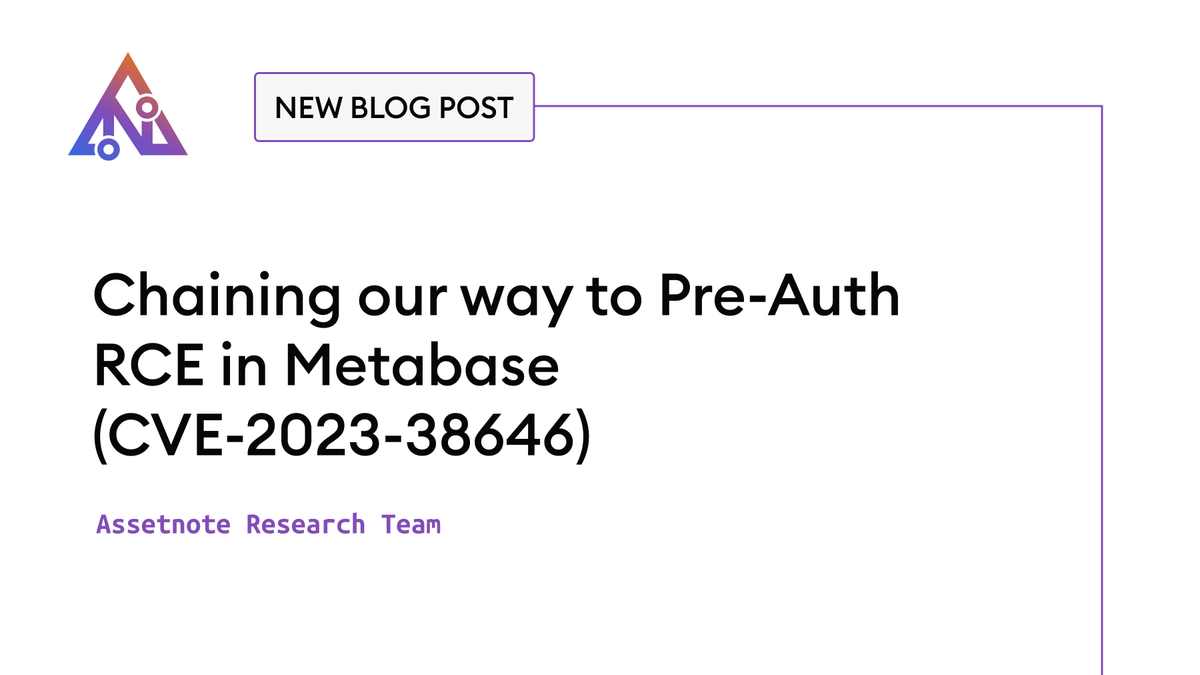 NEW BLOG POST
Chaining our way to Pre-Auth
RCE in Metabase
(CVE-2023-38646)
Assetnote Research Team